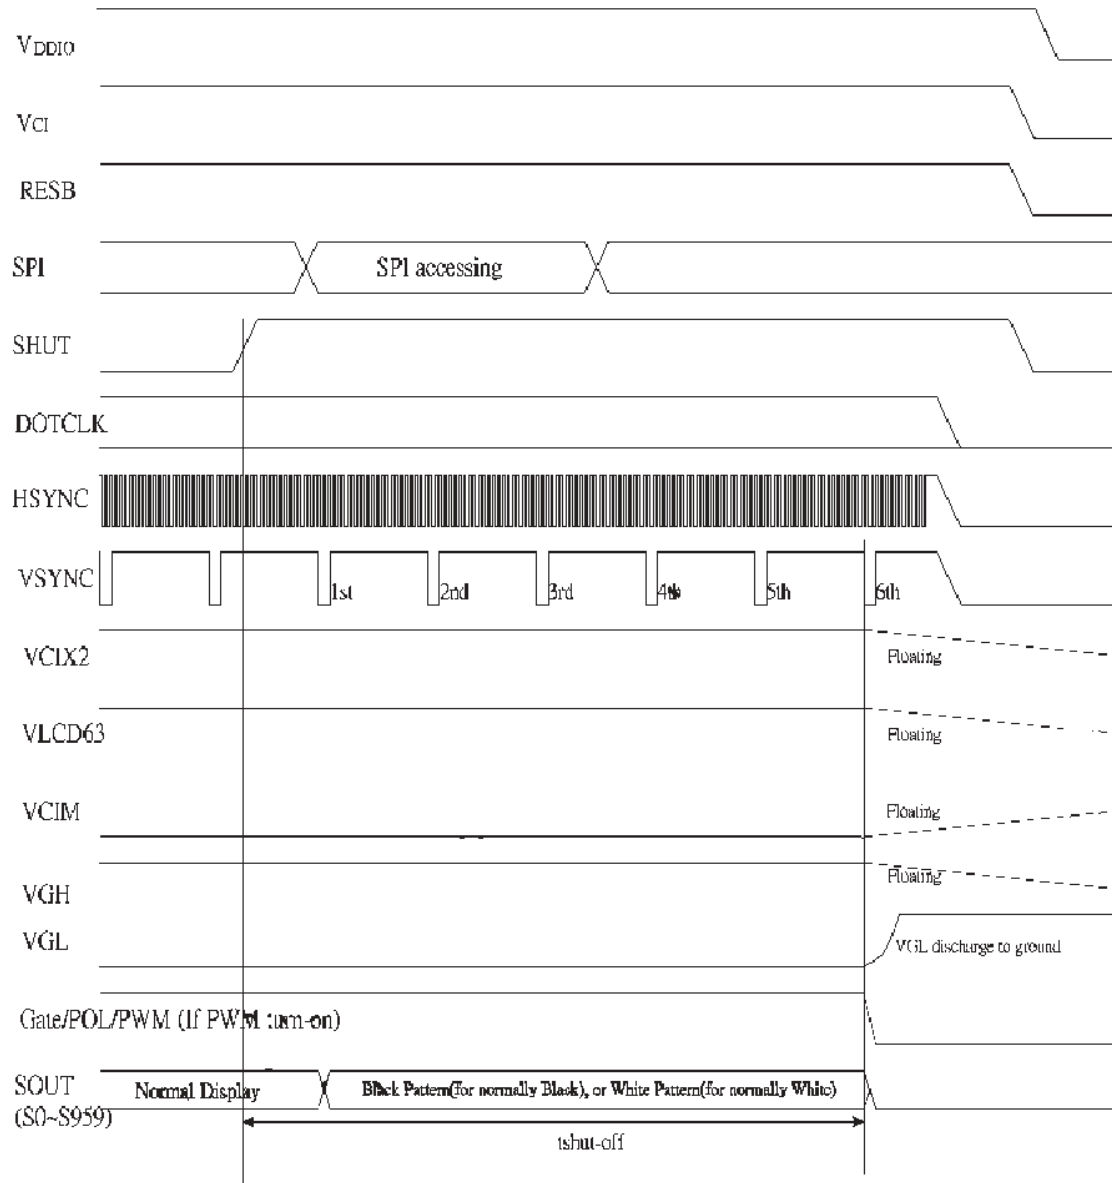 VDDIO
VCI
RESB
SPI SPI accessing
SHUT
DOTCLK
HSYNC
VSYNC 1st 2nd 3rd 4th 5th 6th
VCIX2 Floating
VLCD63 Floating
VCIM Floating
VGH Floating
VGL VGL discharge to ground
Gate/POL/PWM (If PWM turn-on)
SOUT Normal Display Black Pattern(for normally Black), or White Pattern(for normally White)
(S0~S959)
tshut-off